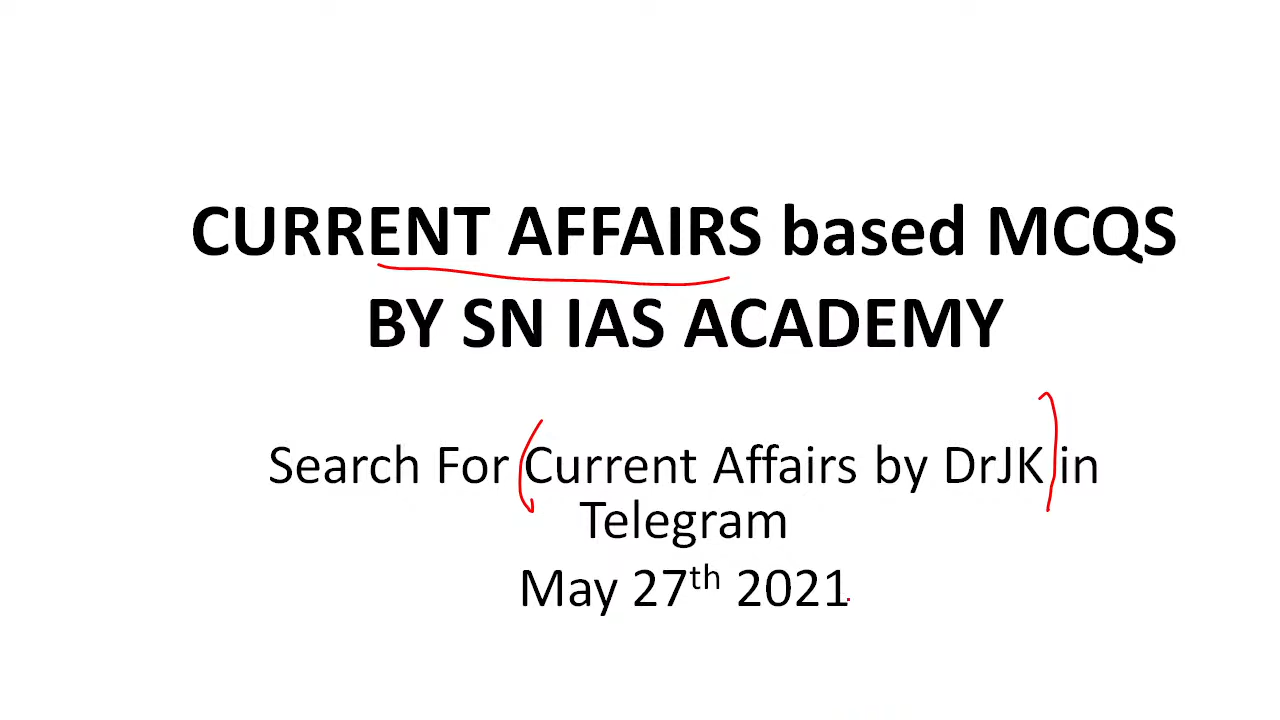 CURRENT AFFAIRS based MCQS
BY SN IAS ACADEMY
Search For (Current Affairs by DrJK) in
Telegram
May 27th 2021